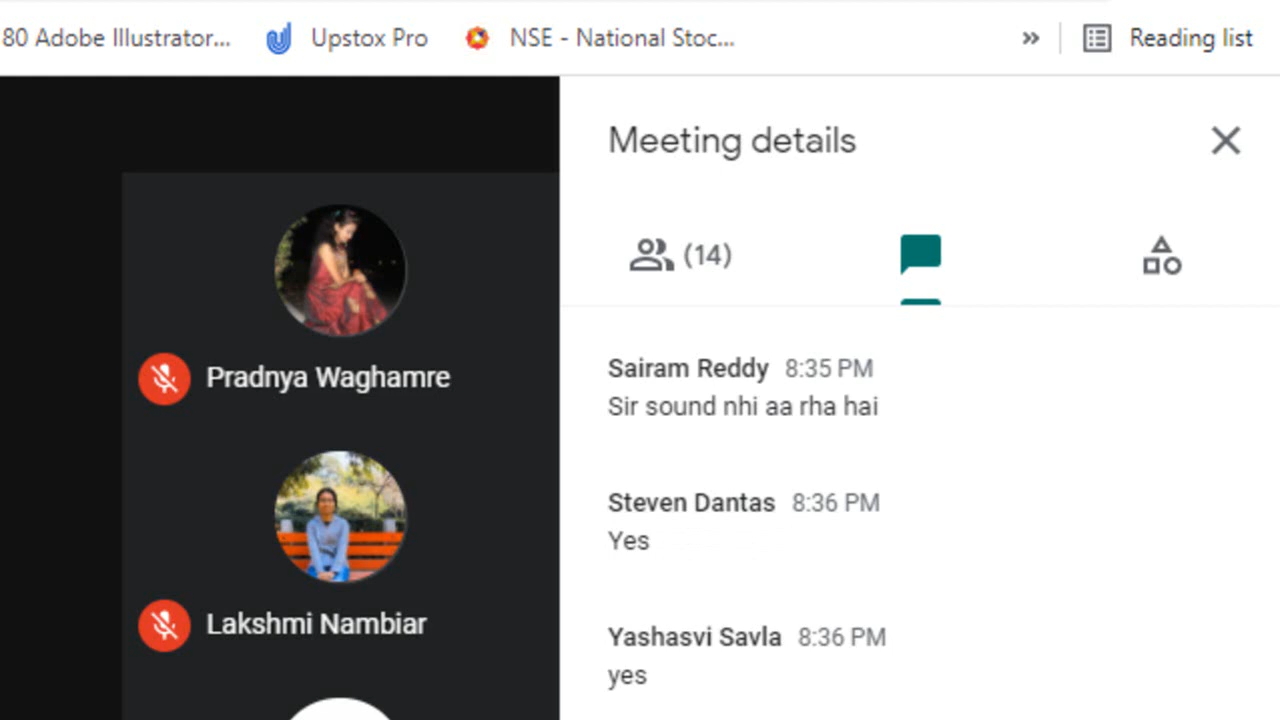 80 Adobe Illustrator...
Upstox Pro
NSE - National Stoc...
Reading list
Meeting details
(14)
Pradnya Waghamre
Lakshmi Nambiar
Sairam Reddy 8:35 PM
Sir sound nhi aa rha hai
Steven Dantas 8:36 PM
Yes
Yashasvi Savla 8:36 PM
yes